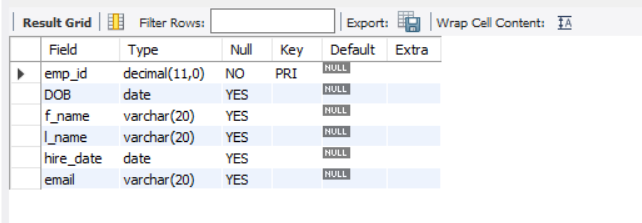 Result Grid Filter Rows: Export: Wrap Cell Content: IA
Field Type Null Key Default Extra
emp_id decimal(11,0) NO PRI NULL
DOB date YES NULL
f_name varchar(20) YES NULL
l_name varchar(20) YES NULL
hire_date date YES NULL
email varchar(20) YES NULL